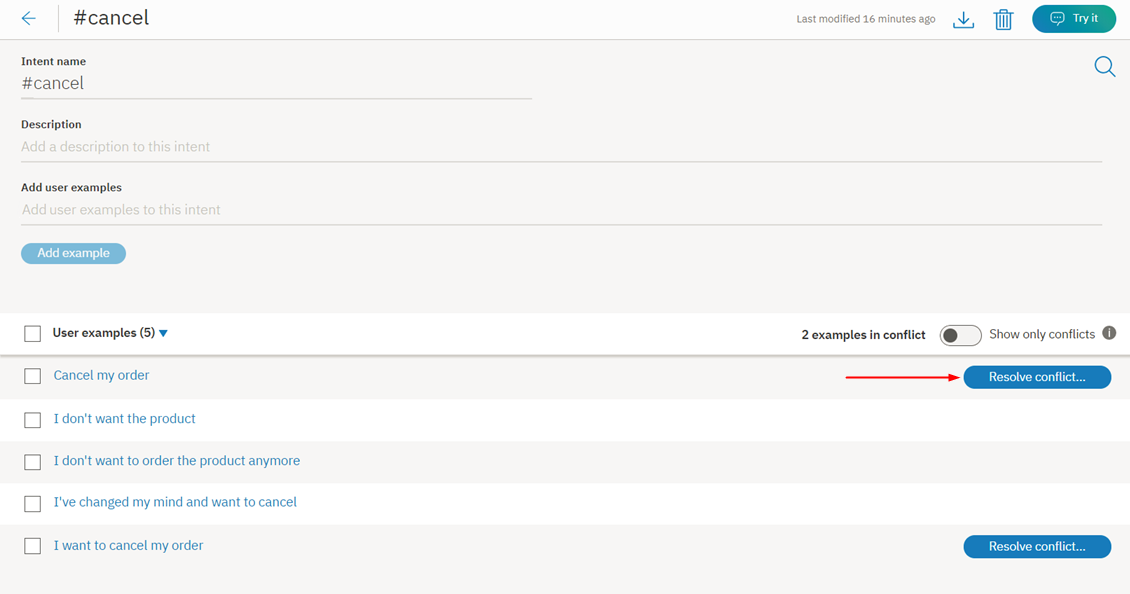 #cancel
Last modified 16 minutes ago
Try it
Intent name
#cancel
Description
Add a description to this intent
Add user examples
Add user examples to this intent
Add example
User examples (5)
2 examples in conflict
Show only conflicts
Cancel my order
Resolve conflict...
I don't want the product
I don't want to order the product anymore
I've changed my mind and want to cancel
I want to cancel my order
Resolve conflict...